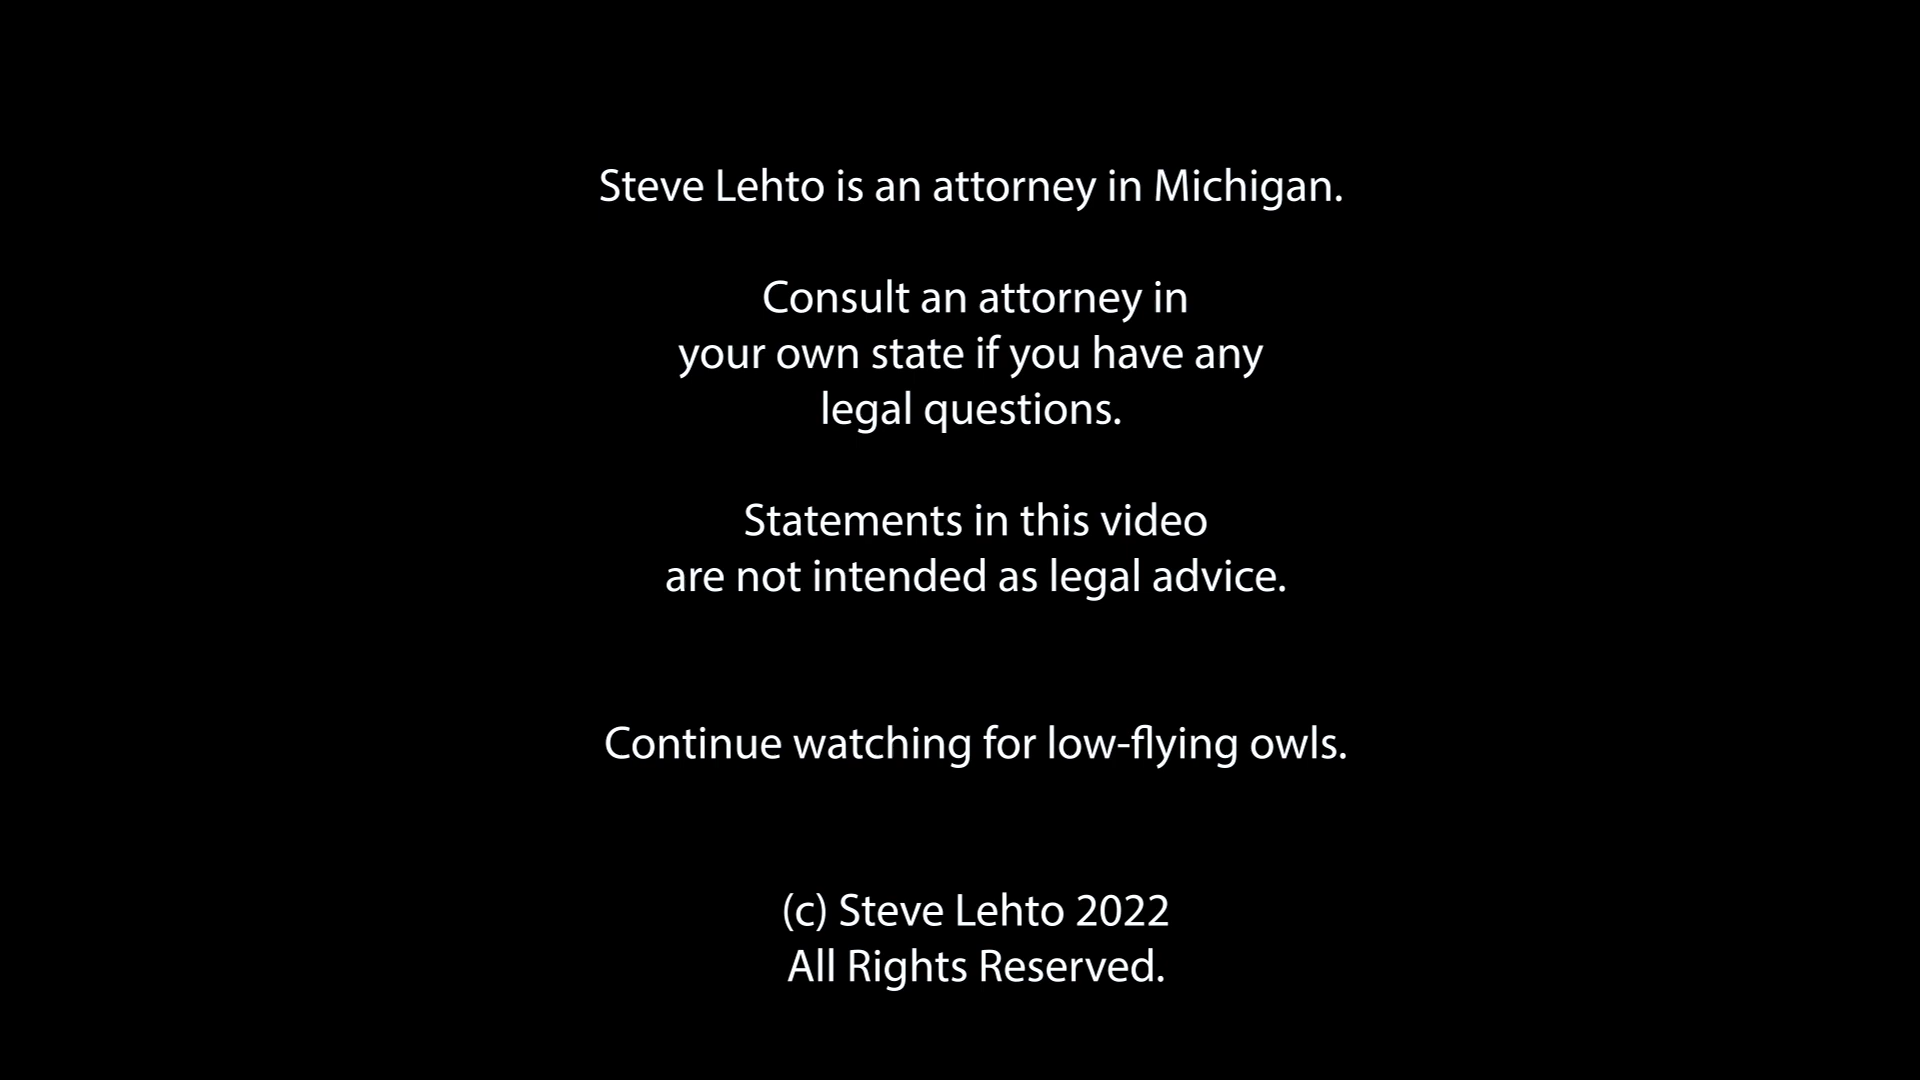 Steve Lehto is an attorney in Michigan.
Consult an attorney in
your own state if you have any
legal questions.
Statements in this video
are not intended as legal advice.
Continue watching for low-flying owls.
(c) Steve Lehto 2022
All Rights Reserved.